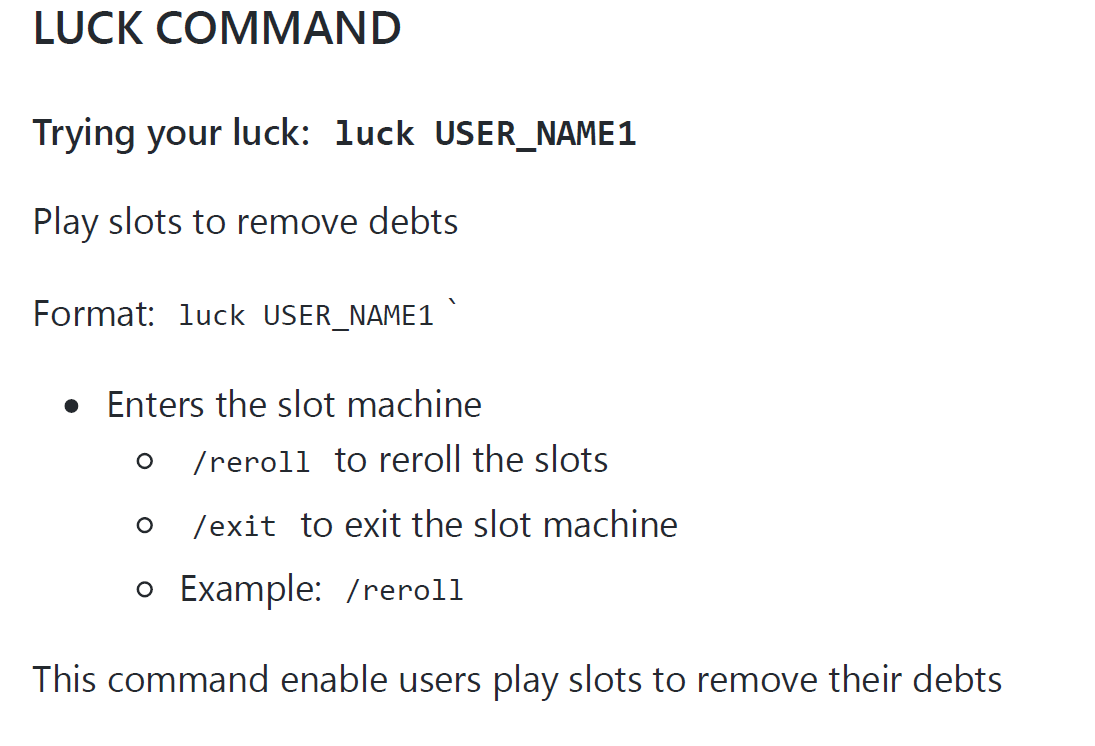 LUCK COMMAND
Trying your luck: luck USER_NAME1
Play slots to remove debts
Format: luck USER_NAME1 `
• Enters the slot machine
◦ /reroll to reroll the slots
◦ /exit to exit the slot machine
◦ Example: /reroll
This command enable users play slots to remove their debts